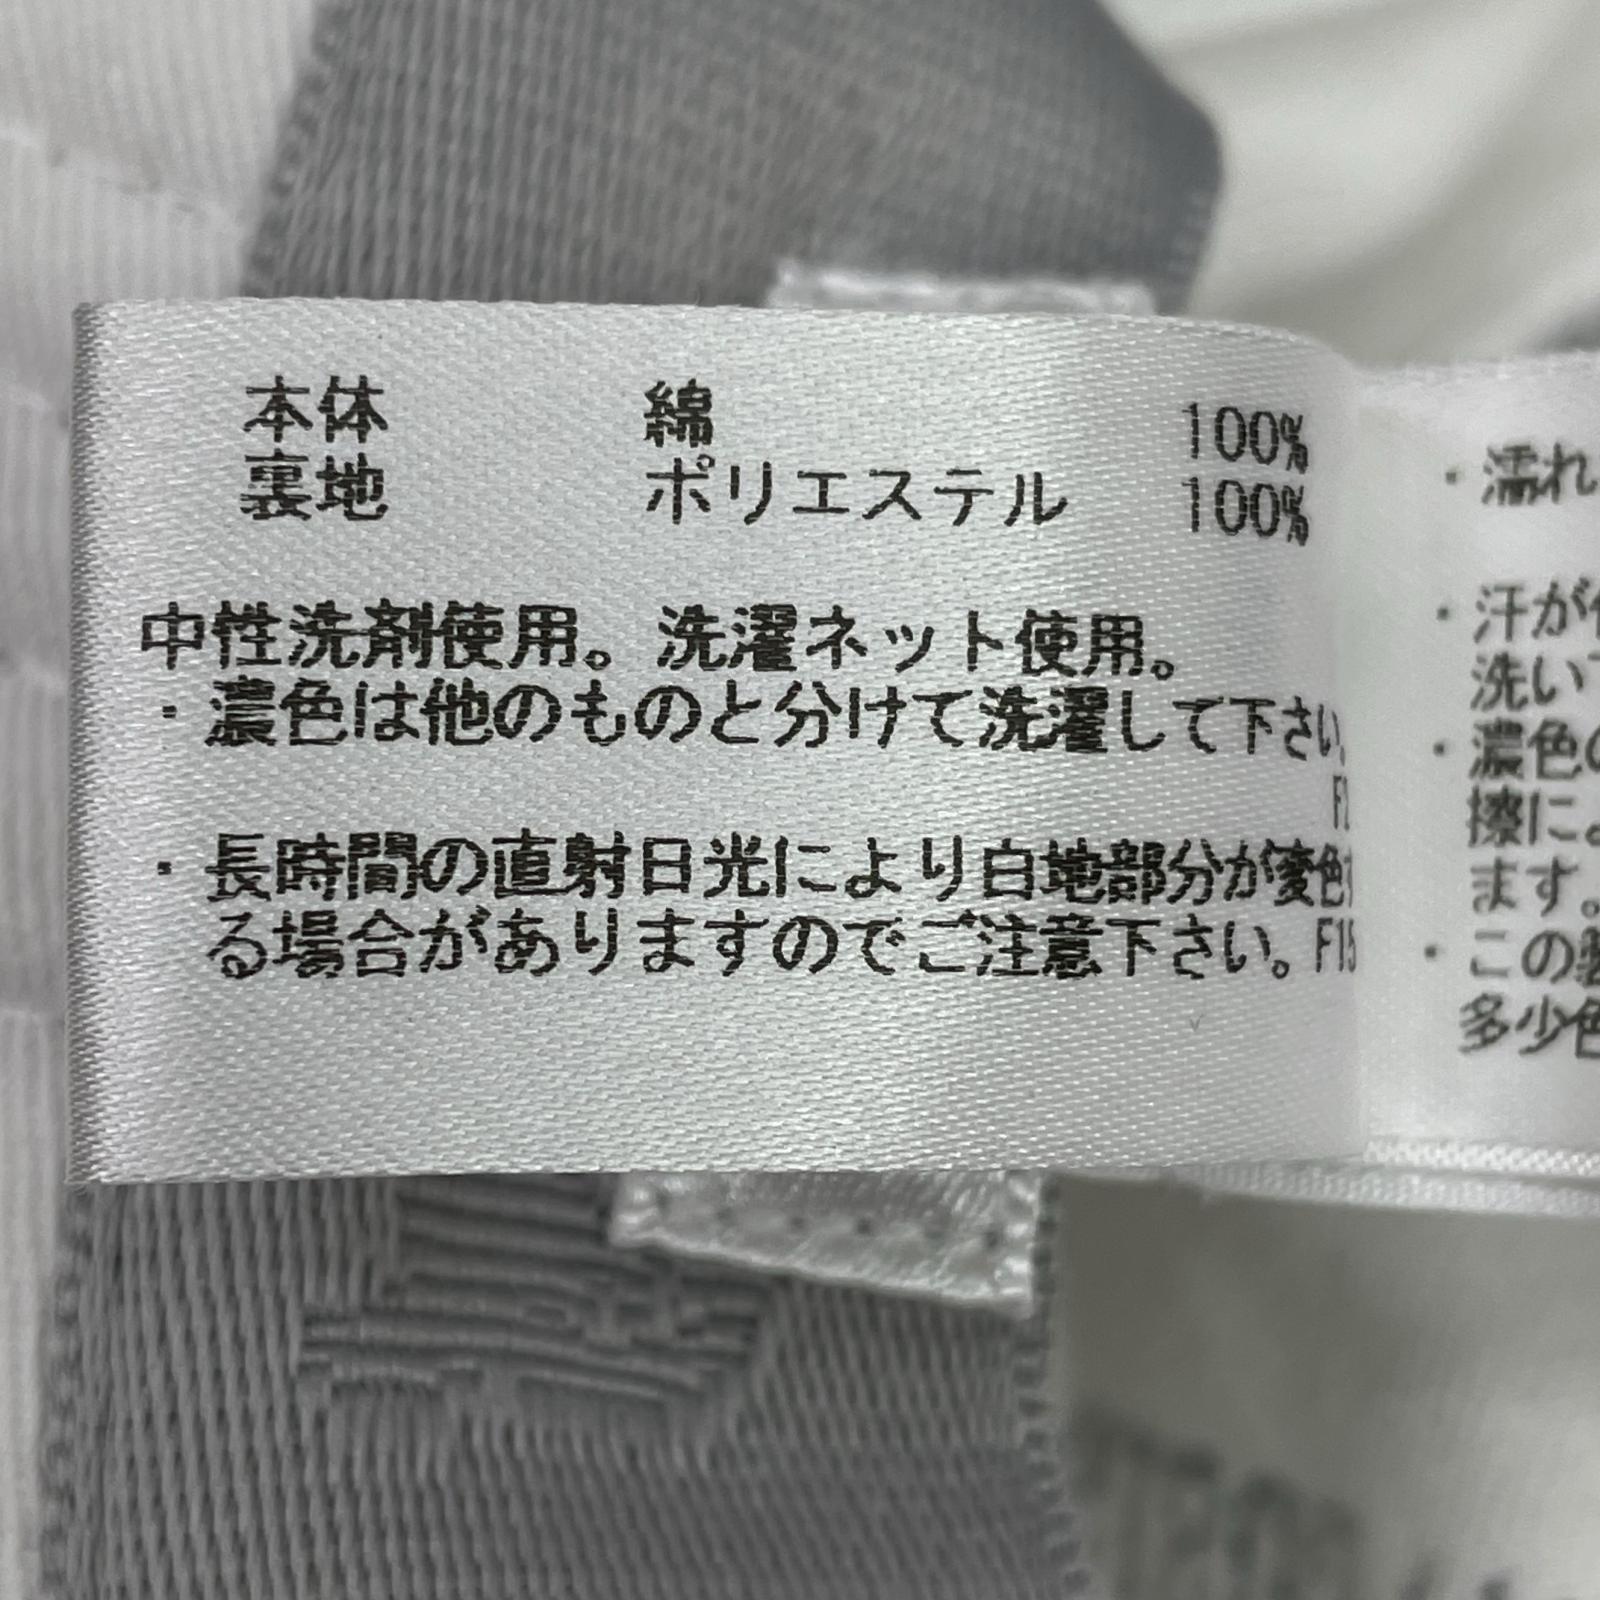 本体 綿 100%
裏地 ポリエステル 100%
中性洗剤使用。洗濯ネット使用。
・濃色は他のものと分けて洗濯して下さい。
・長時間の直射日光により白地部分が変色す
る場合がありますのでご注意下さい。F15
・濡れ
・汗が
洗い
・濃色の
擦に
ます。
・この製
多少色